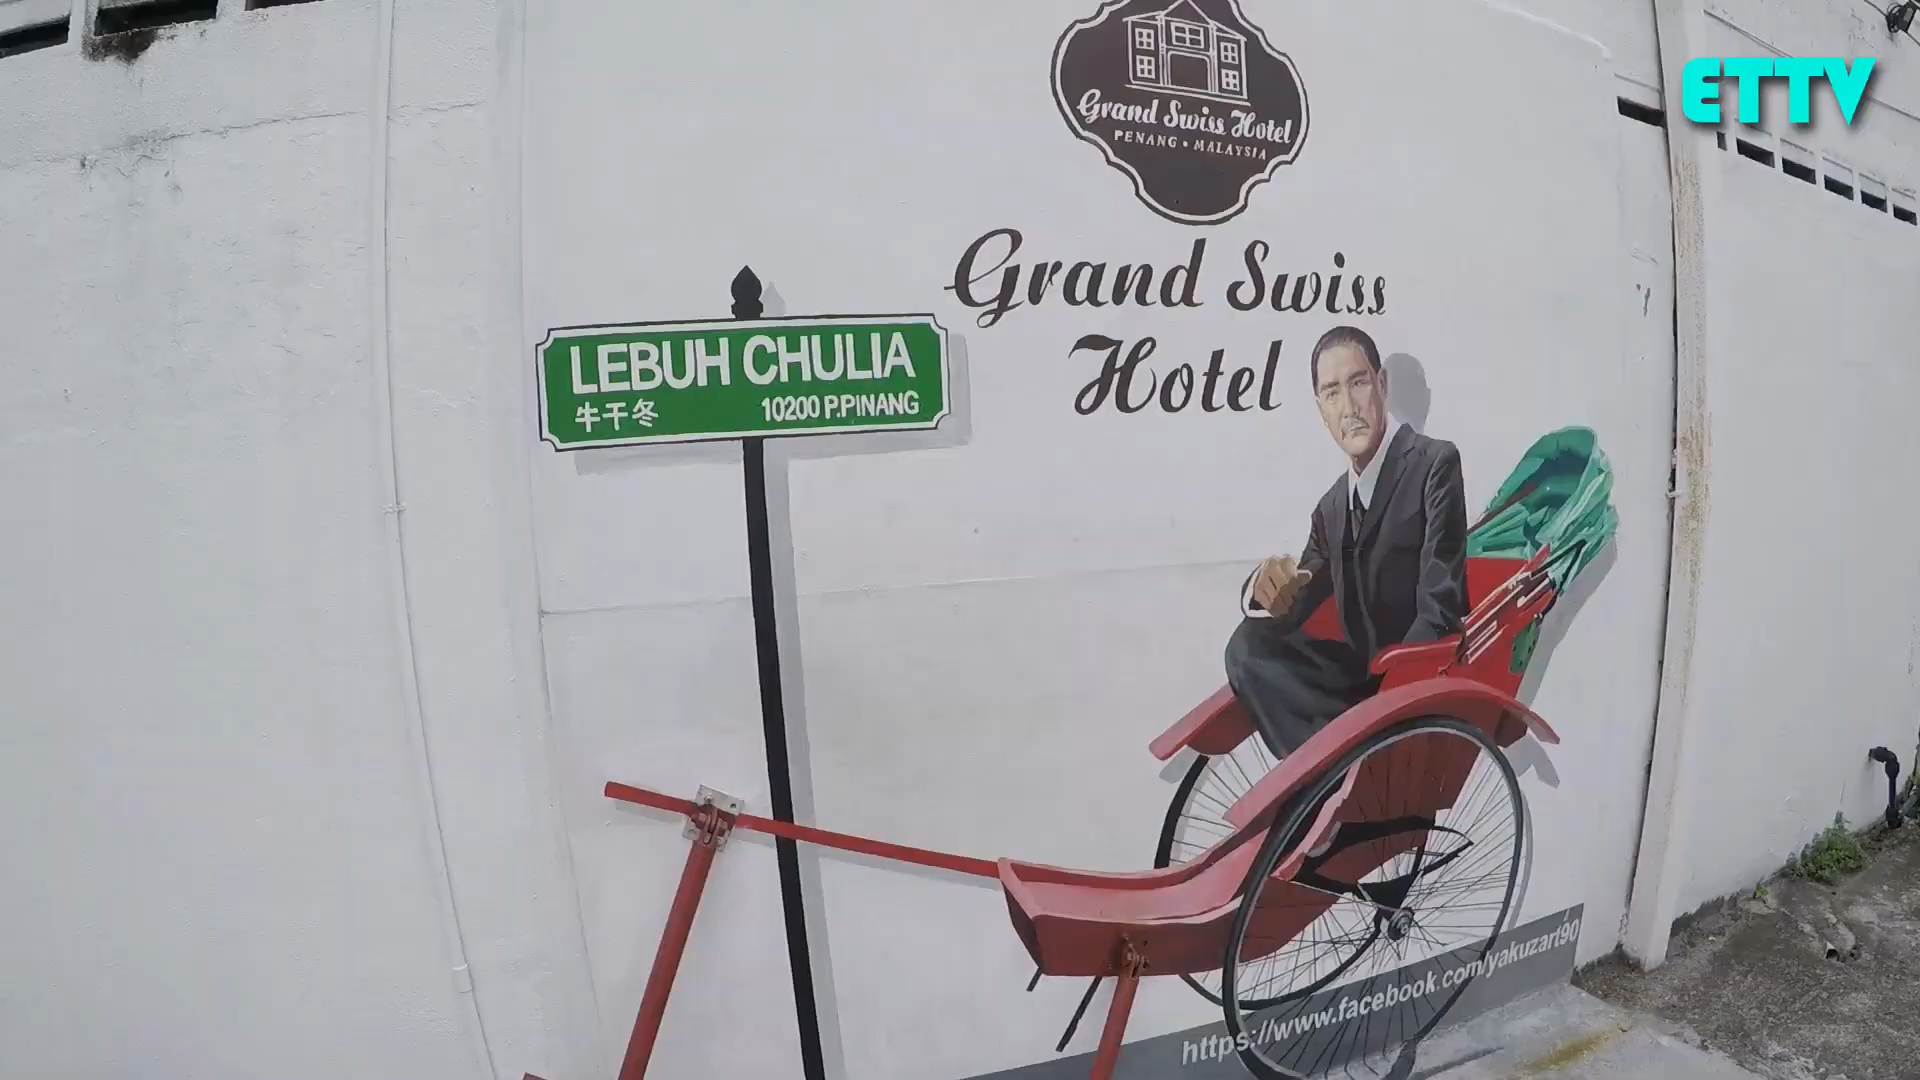 ETTV
Grand Swiss Hotel
PENANG • MALAYSIA
Grand Swiss
Hotel
LEBUH CHULIA
牛干冬 10200 P.PINANG
https://www.facebook.com/yakuzart90